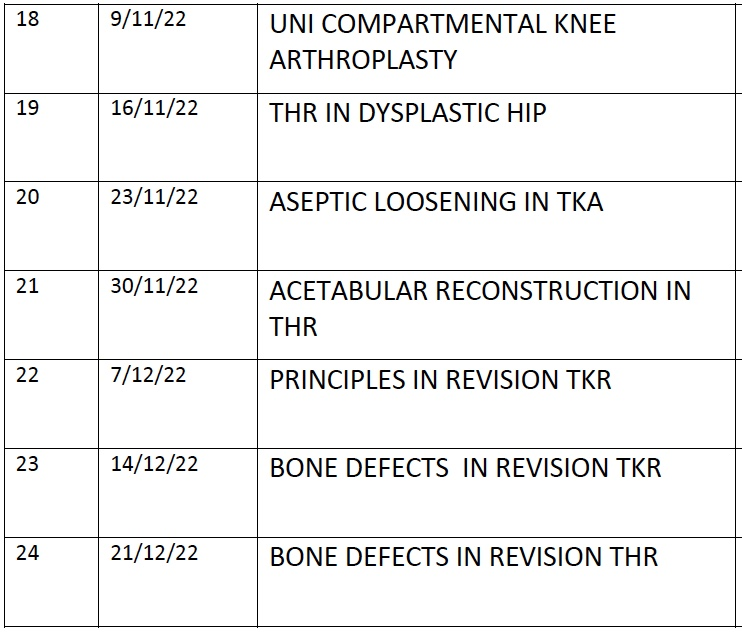 18 9/11/22 UNI COMPARTMENTAL KNEE
ARTHROPLASTY
19 16/11/22 THR IN DYSPLASTIC HIP
20 23/11/22 ASEPTIC LOOSENING IN TKA
21 30/11/22 ACETABULAR RECONSTRUCTION IN
THR
22 7/12/22 PRINCIPLES IN REVISION TKR
23 14/12/22 BONE DEFECTS  IN REVISION TKR
24 21/12/22 BONE DEFECTS IN REVISION THR